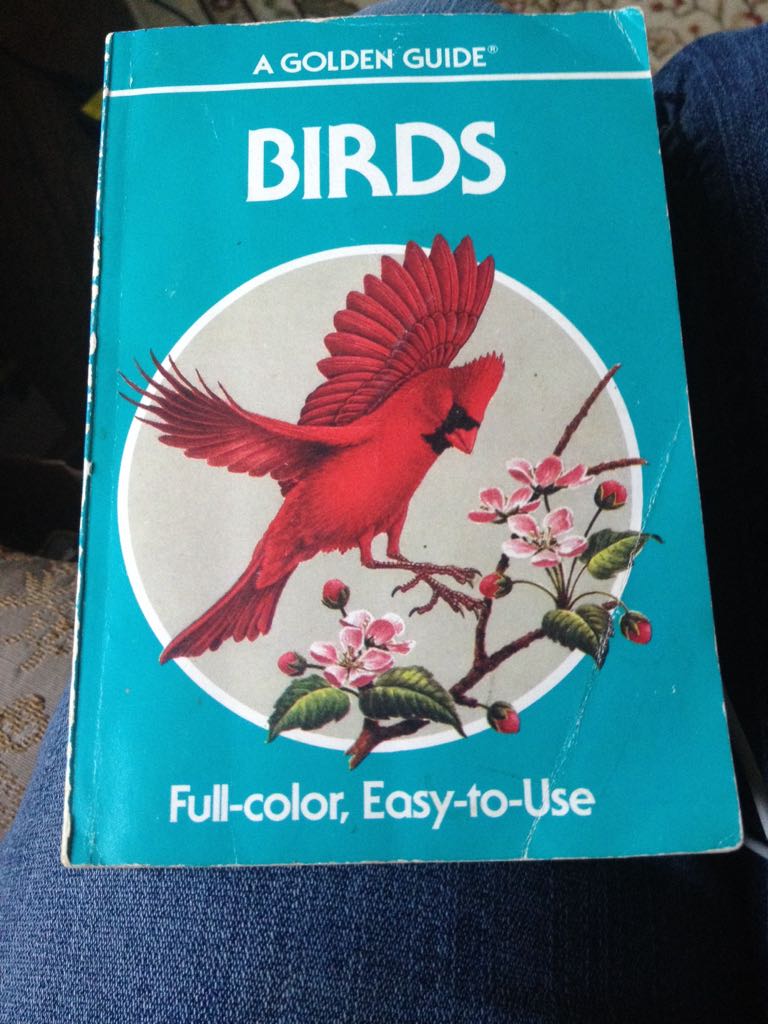 A GOLDEN GUIDE®
BIRDS
Full-color, Easy-to-Use